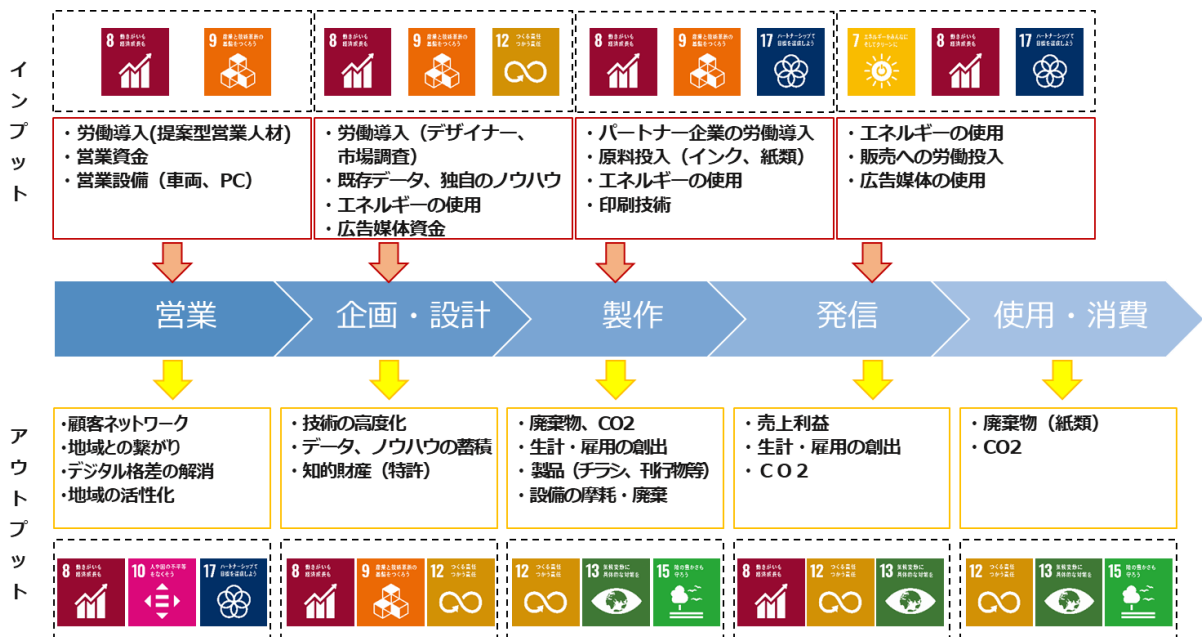 インプット
8 働きがいも
経済成長も
9 産業と技術革新の
基盤をつくろう
8 働きがいも
経済成長も
9 産業と技術革新の
基盤をつくろう
12 つくる責任
つかう責任
8 働きがいも
経済成長も
9 産業と技術革新の
基盤をつくろう
17 パートナーシップで
目標を達成しよう
7 エネルギーをみんなに
そしてクリーンに
8 働きがいも
経済成長も
17 パートナーシップで
目標を達成しよう
・労働導入(提案型営業人材)
・営業資金
・営業設備（車両、PC）
・労働導入（デザイナー、
市場調査）
・既存データ、独自のノウハウ
・エネルギーの使用
・広告媒体資金
・パートナー企業の労働導入
・原料投入（インク、紙類）
・エネルギーの使用
・印刷技術
・エネルギーの使用
・販売への労働投入
・広告媒体の使用
営業
企画・設計
製作
発信
使用・消費
アウトプット
・顧客ネットワーク
・地域との繋がり
・デジタル格差の解消
・地域の活性化
・技術の高度化
・データ、ノウハウの蓄積
・知的財産（特許）
・廃棄物、CO2
・生計・雇用の創出
・製品（チラシ、刊行物等）
・設備の摩耗・廃棄
・売上利益
・生計・雇用の創出
・ＣＯ２
・廃棄物（紙類）
・CO2
8 働きがいも
経済成長も
10 人や国の不平等
をなくそう
17 パートナーシップで
目標を達成しよう
8 働きがいも
経済成長も
9 産業と技術革新の
基盤をつくろう
12 つくる責任
つかう責任
12 つくる責任
つかう責任
13 気候変動に
具体的な対策を
15 陸の豊かさも
守ろう
8 働きがいも
経済成長も
12 つくる責任
つかう責任
13 気候変動に
具体的な対策を
12 つくる責任
つかう責任
13 気候変動に
具体的な対策を
15 陸の豊かさも
守ろう